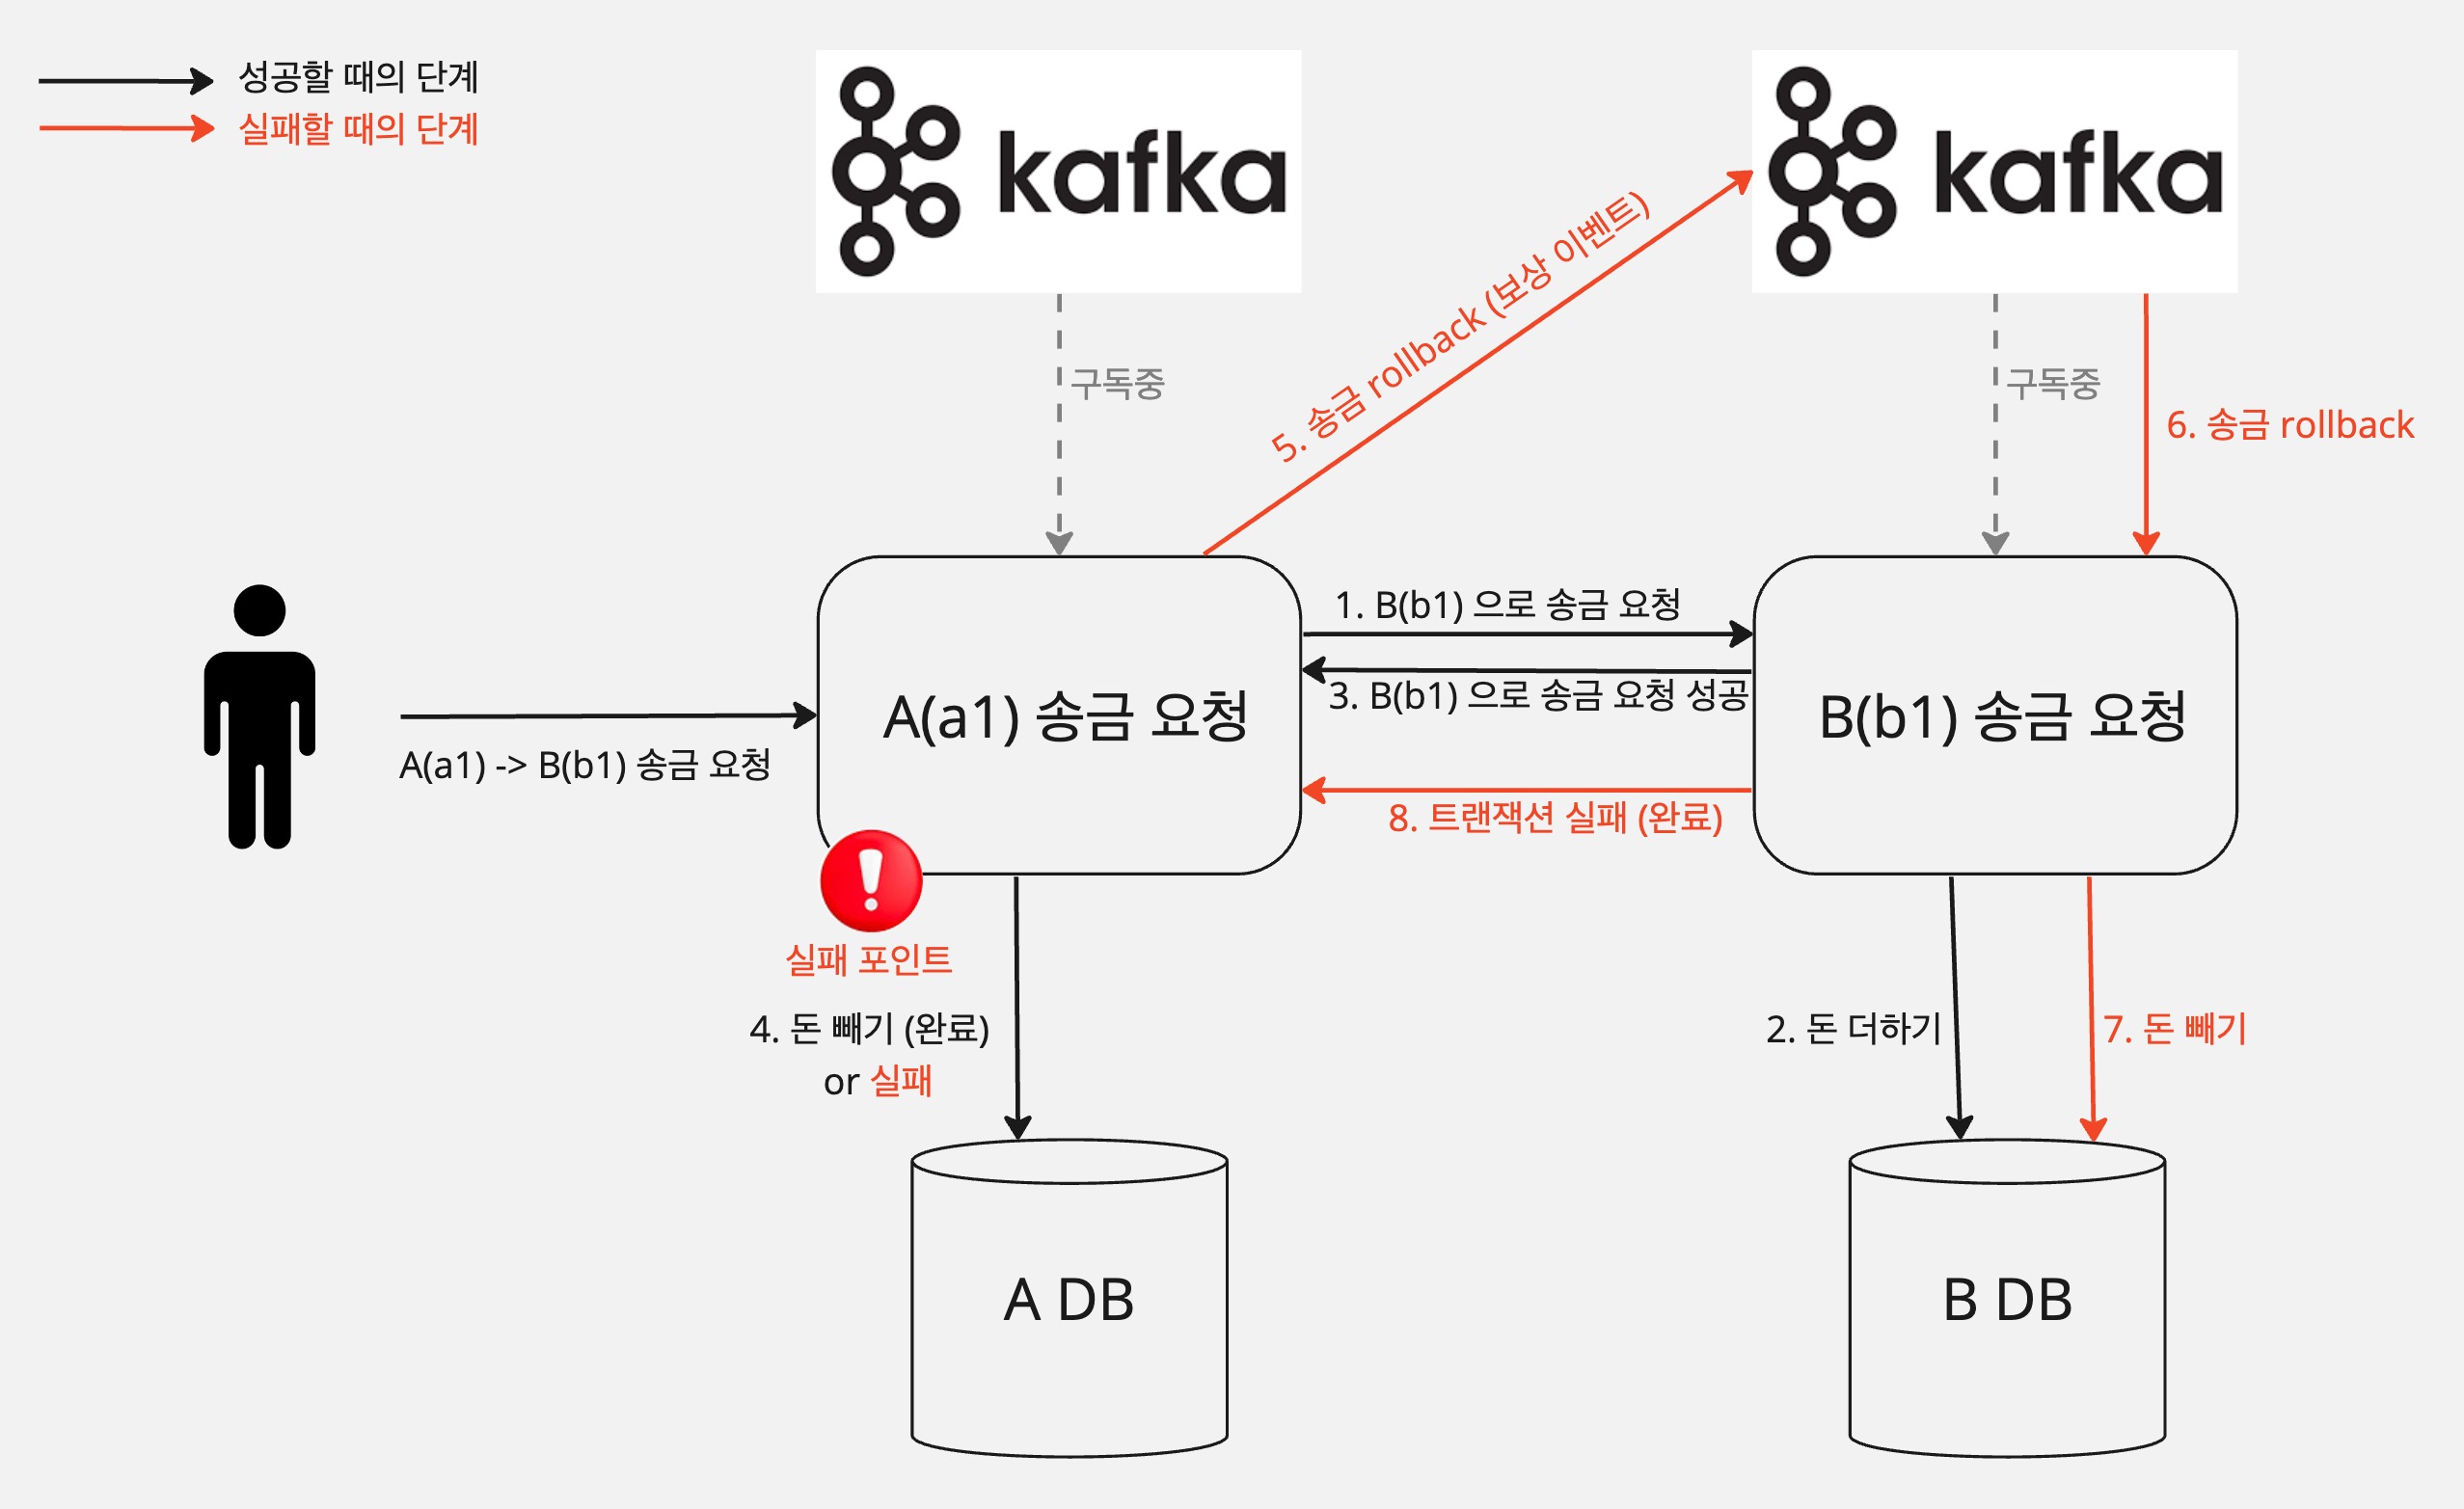 성공할 때의 단계
실패할 때의 단계
kafka
kafka
구독중
구독중
5. 송금 rollback (보상 이벤트)
6. 송금 rollback
1. B(b1) 으로 송금 요청
3. B(b1) 으로 송금 요청 성공
A(a1) 송금 요청
B(b1) 송금 요청
A(a1) -> B(b1) 송금 요청
8. 트랜잭션 실패 (완료)
실패 포인트
4. 돈 빼기 (완료)
or 실패
2. 돈 더하기
7. 돈 빼기
A DB
B DB